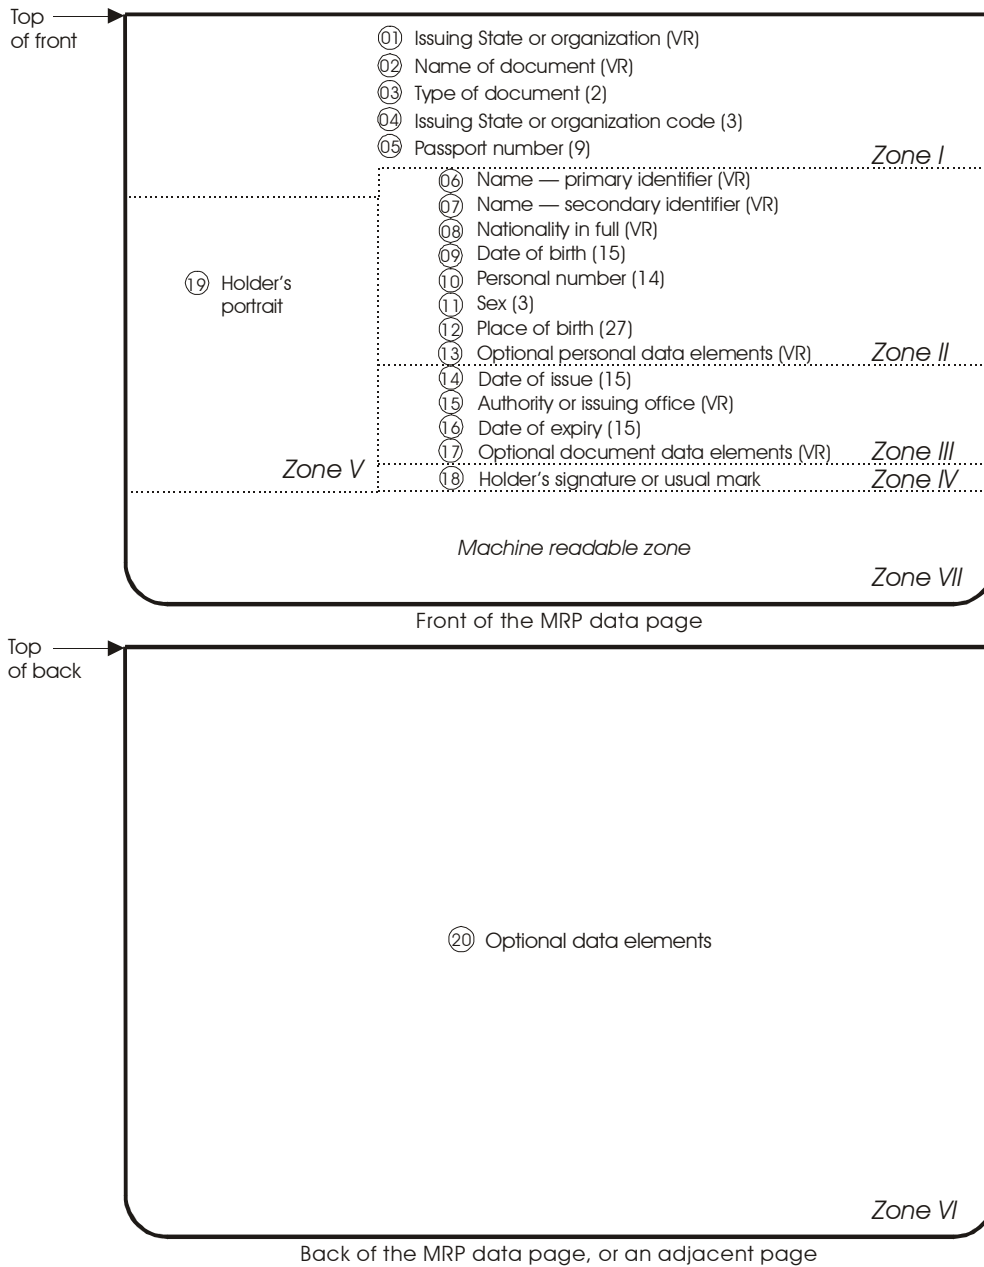 Top
of front
01 Issuing State or organization (VR)
02 Name of document (VR)
03 Type of document (2)
04 Issuing State or organization code (3)
05 Passport number (9)
Zone I
06 Name — primary identifier (VR)
07 Name — secondary identifier (VR)
08 Nationality in full (VR)
09 Date of birth (15)
10 Personal number (14)
11 Sex (3)
12 Place of birth (27)
13 Optional personal data elements (VR)
Zone II
19 Holder's
portrait
Zone V
14 Date of issue (15)
15 Authority or issuing office (VR)
16 Date of expiry (15)
17 Optional document data elements (VR)
Zone III
18 Holder's signature or usual mark
Zone IV
Machine readable zone
Zone VII
Front of the MRP data page
Top
of back
20 Optional data elements
Zone VI
Back of the MRP data page, or an adjacent page